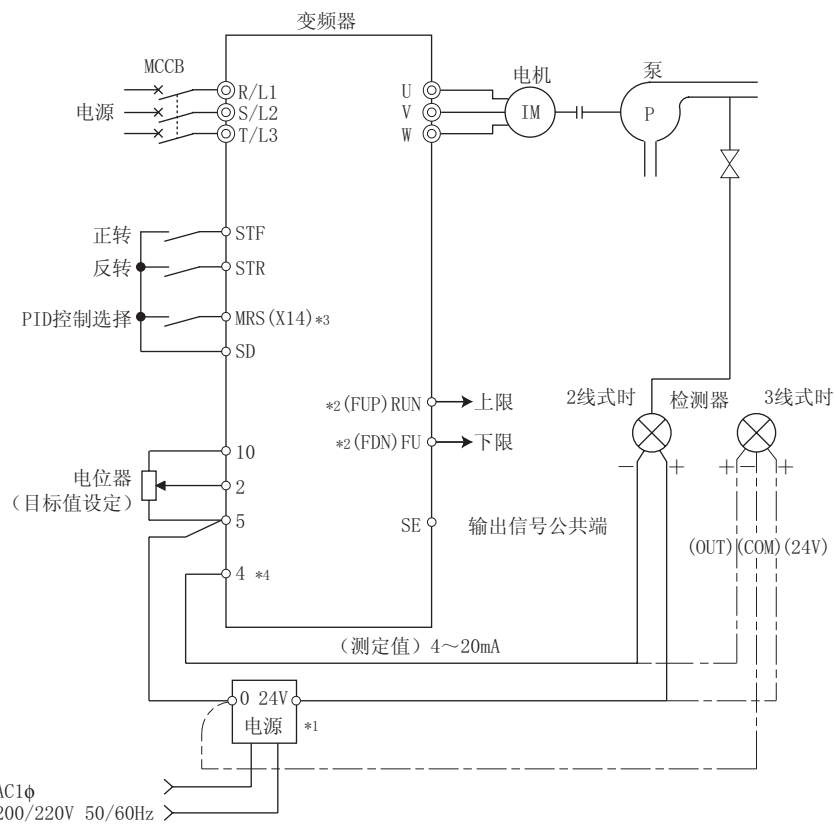 变频器
MCCB
电源
R/L1
S/L2
T/L3
U
V
W
电机
IM
泵
P
正转
STF
反转
STR
PID控制选择
MRS(X14)*3
SD
*2(FUP)RUN
上限
*2(FDN)FU
下限
2线式时
检测器
3线式时
- +
+ - +
10
电位器
(目标值设定)
2
5
SE
输出信号公共端
(OUT)(COM)(24V)
4 *4
(测定值)4～20mA
0 24V
电源
*1
AC1φ
200/220V 50/60Hz